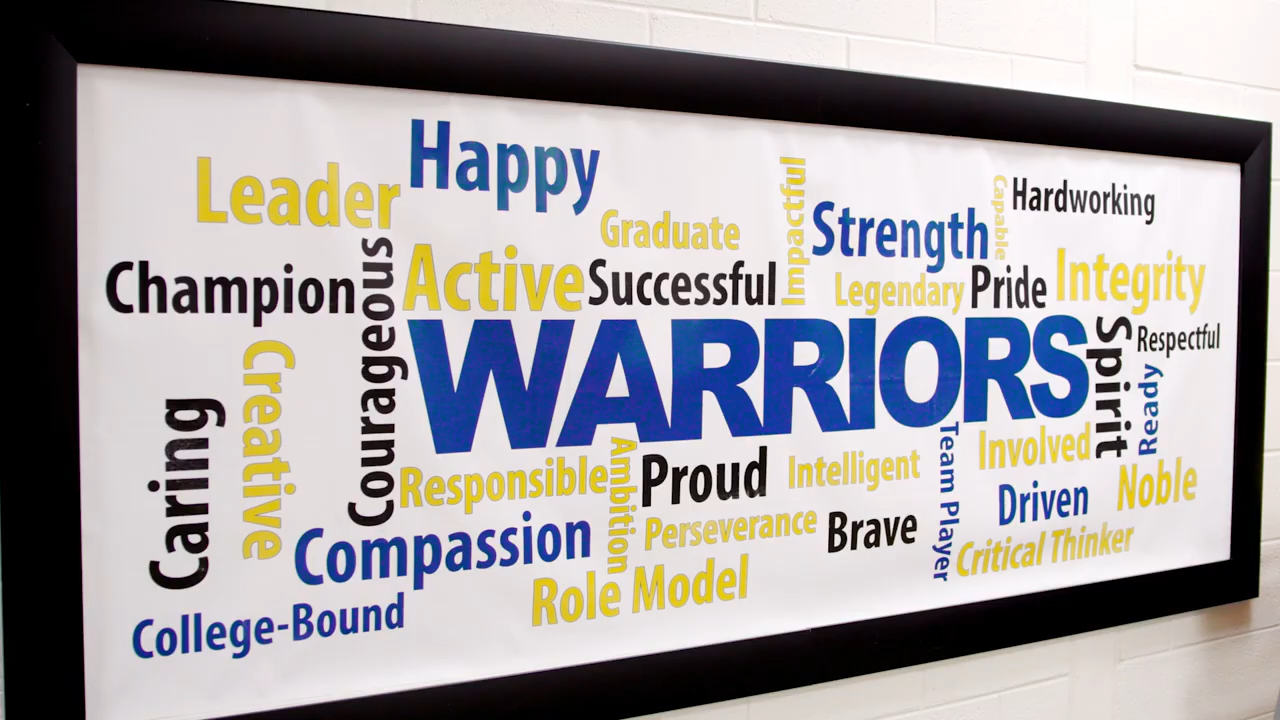 Happy
Leader
Graduate
Impactful
Strength
Capable
Hardworking
Champion
Courageous
Active
Successful
Legendary
Pride
Integrity
WARRIORS
Spirit
Respectful
Ready
Creative
Caring
Responsible
Ambition
Proud
Intelligent
Team Player
Involved
Driven
Noble
Compassion
Perseverance
Brave
Critical Thinker
Role Model
College-Bound